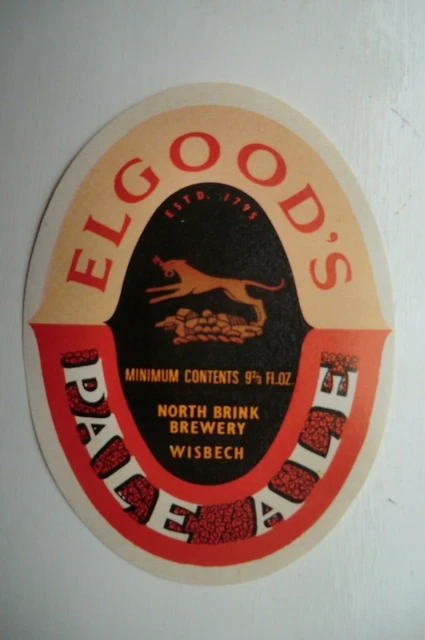 ELGOOD'S
ESTD. 1795
MINIMUM CONTENTS 9⅔ FL.OZ.
NORTH BRINK
BREWERY
WISBECH
PALE ALE